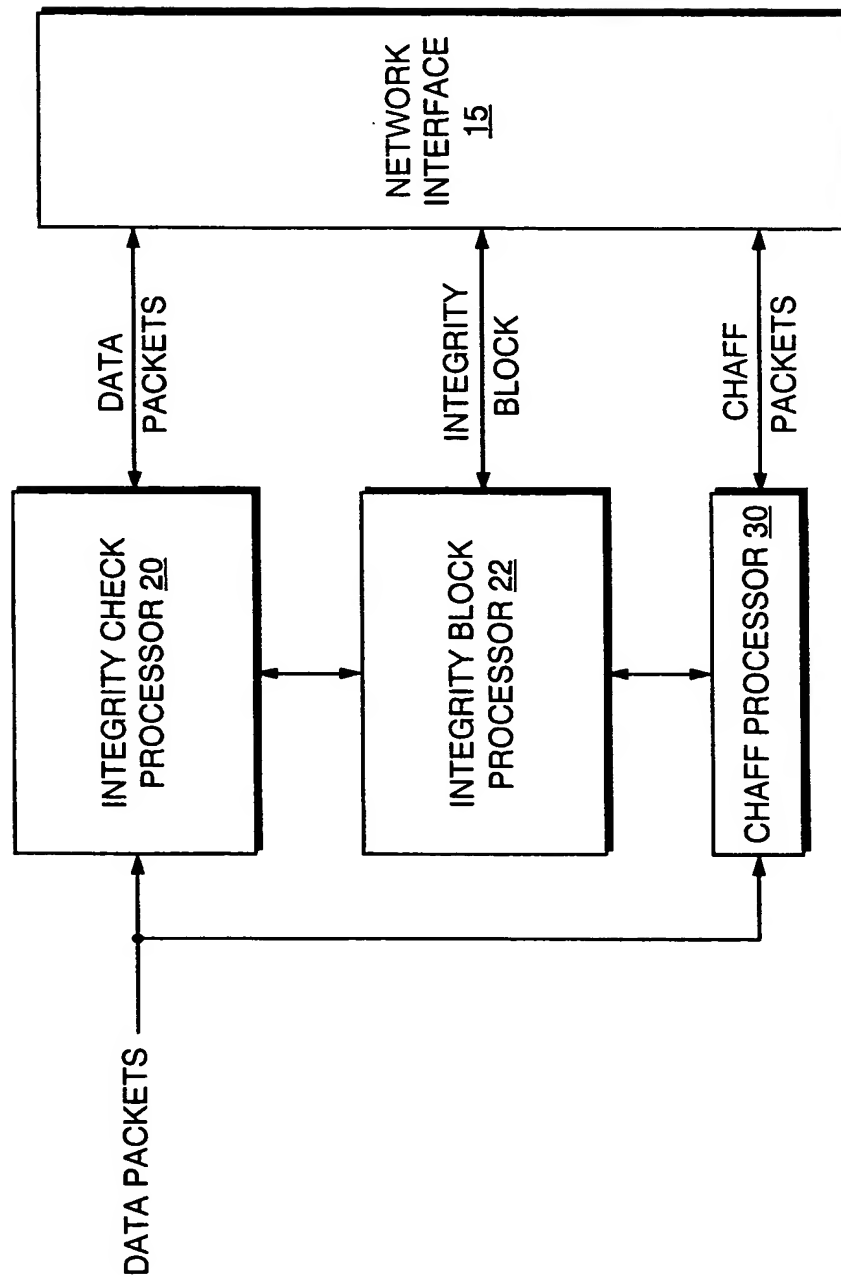 DATA PACKETS
INTEGRITY CHECK
PROCESSOR 20
INTEGRITY BLOCK
PROCESSOR 22
CHAFF PROCESSOR 30
DATA
PACKETS
INTEGRITY
BLOCK
CHAFF
PACKETS
NETWORK
INTERFACE
15